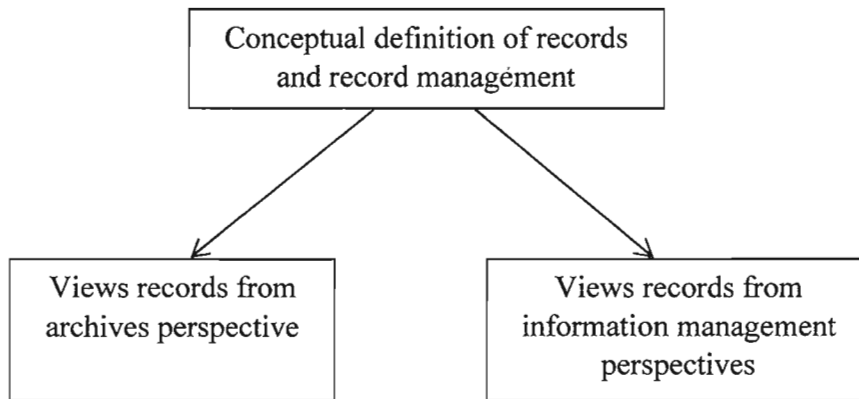 Conceptual definition of records
and record management
Views records from
archives perspective
Views records from
information management
perspectives